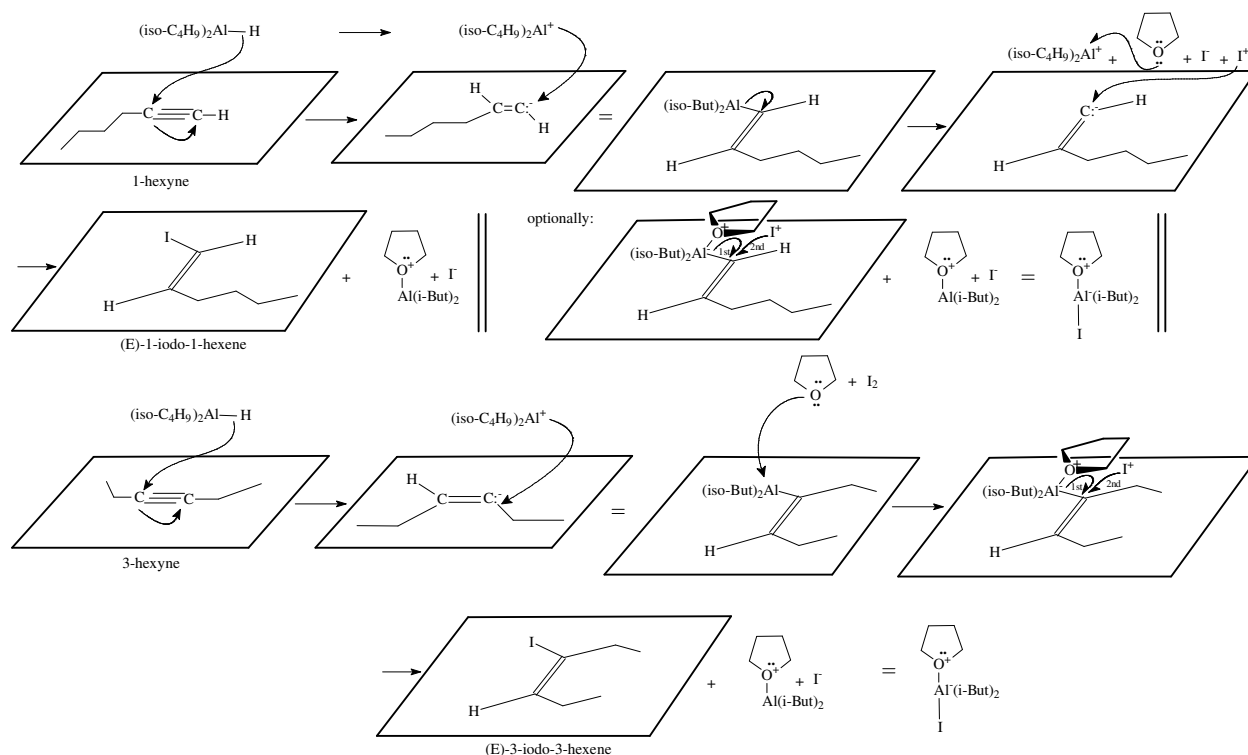 (iso-C4H9)2Al—H
(iso-C4H9)2Al+
(iso-C4H9)2Al+ + O + I- + I+
C≡C-H
1-hexyne
H
C=C:-
H
=
(iso-But)2Al
H
H
C:-
H
H
I
H
H
(E)-1-iodo-1-hexene
+
O+
Al(i-But)2
+ I-
optionally:
O+
I+
(iso-But)2Al-
1st
2nd
H
H
+
O+
Al(i-But)2
+ I-
=
O+
Al-(i-But)2
I
O + I2
(iso-C4H9)2Al—H
(iso-C4H9)2Al+
C≡C
3-hexyne
H
C=C:-
=
(iso-But)2Al
H
O+
I+
(iso-But)2Al-
1st
2nd
H
I
H
(E)-3-iodo-3-hexene
+
O+
Al(i-But)2
+ I-
=
O+
Al-(i-But)2
I